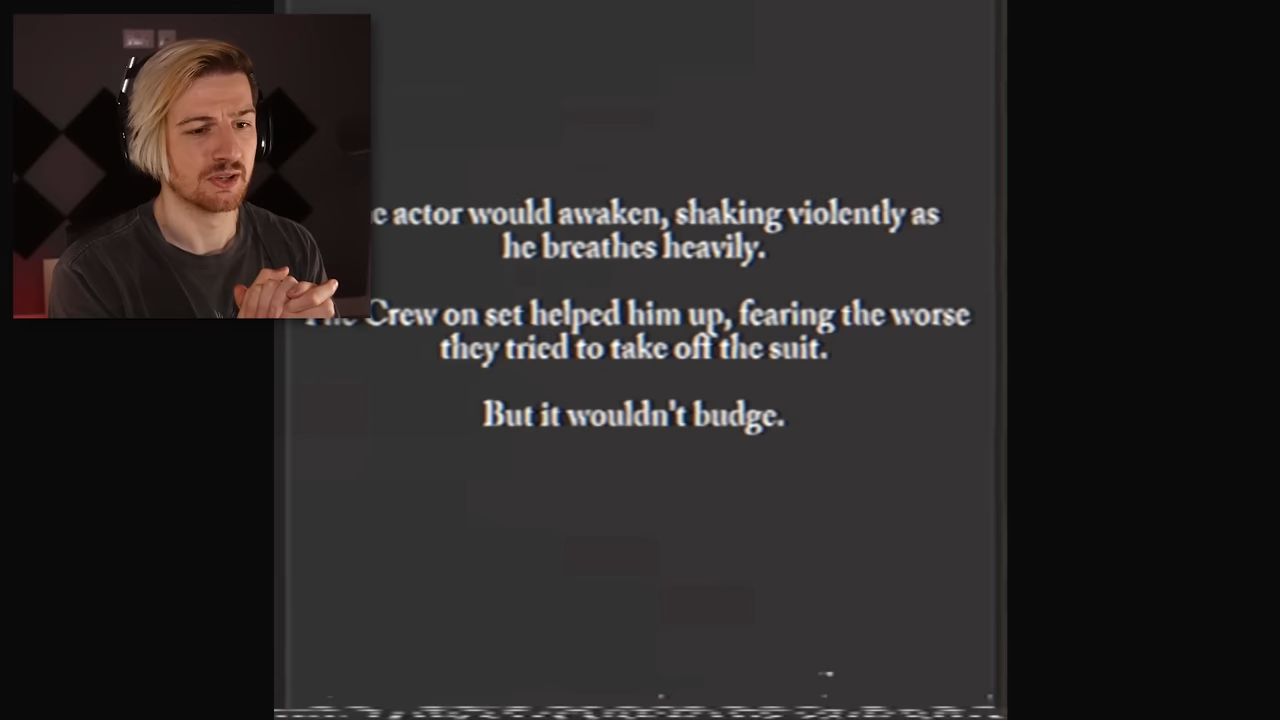 actor would awaken, shaking violently as
he breathes heavily.
Crew on set helped him up, fearing the worse
they tried to take off the suit.
But it wouldn't budge.